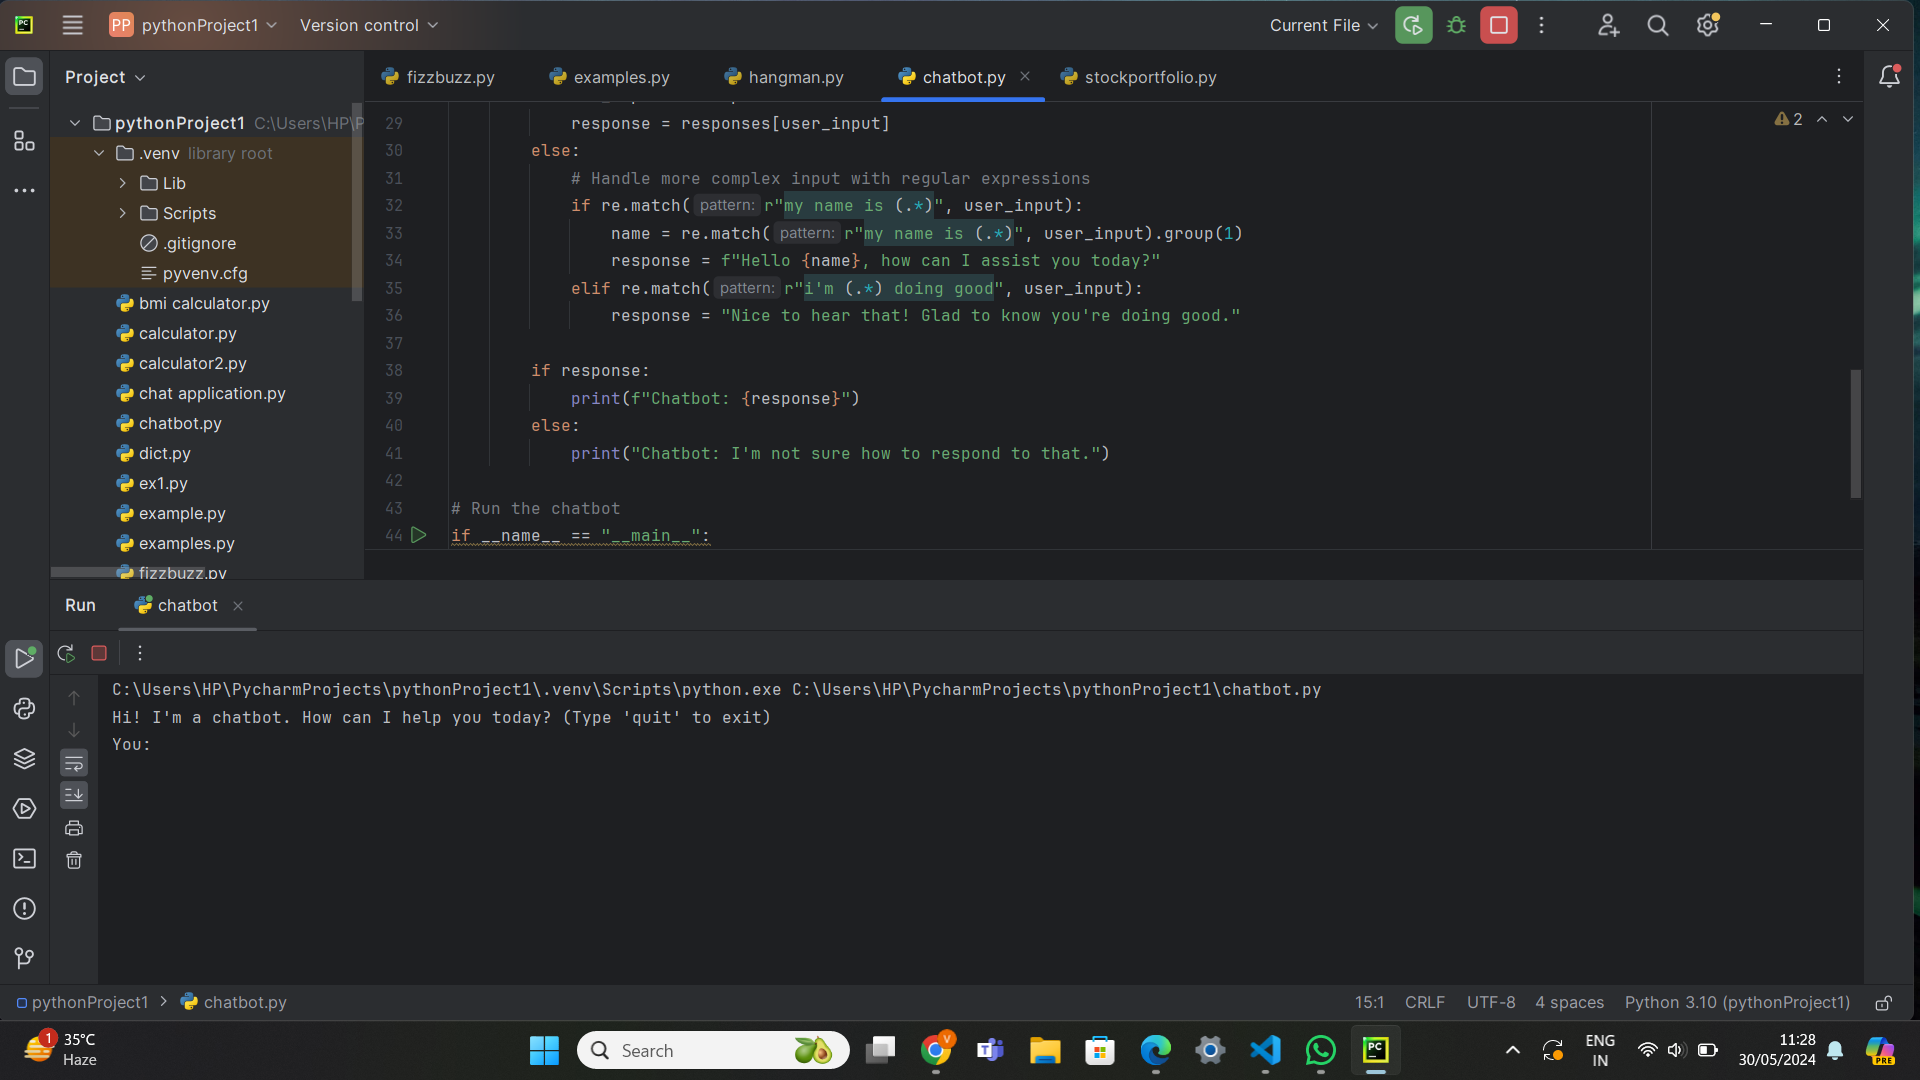 PC
PP pythonProject1 Version control Current File
Project fizzbuzz.py examples.py hangman.py chatbot.py stockportfolio.py
pythonProject1 C:\Users\HP\P
.venv library root
Lib
Scripts
.gitignore
pyvenv.cfg
bmi calculator.py
calculator.py
calculator2.py
chat application.py
chatbot.py
dict.py
ex1.py
example.py
examples.py
fizzbuzz.py
2
29 response = responses[user_input]
30 else:
31 # Handle more complex input with regular expressions
32 if re.match( pattern: r"my name is (.*)", user_input):
33 name = re.match( pattern: r"my name is (.*)", user_input).group(1)
34 response = f"Hello {name}, how can I assist you today?"
35 elif re.match( pattern: r"i'm (.*) doing good", user_input):
36 response = "Nice to hear that! Glad to know you're doing good."
37
38 if response:
39 print(f"Chatbot: {response}")
40 else:
41 print("Chatbot: I'm not sure how to respond to that.")
42
43 # Run the chatbot
44 if __name__ == "__main__":
Run chatbot
C:\Users\HP\PycharmProjects\pythonProject1\.venv\Scripts\python.exe C:\Users\HP\PycharmProjects\pythonProject1\chatbot.py
Hi! I'm a chatbot. How can I help you today? (Type 'quit' to exit)
You:
pythonProject1 chatbot.py 15:1 CRLF UTF-8 4 spaces Python 3.10 (pythonProject1)
1 35°C
Haze
Search
V
PC
ENG
IN
11:28
30/05/2024
PRE